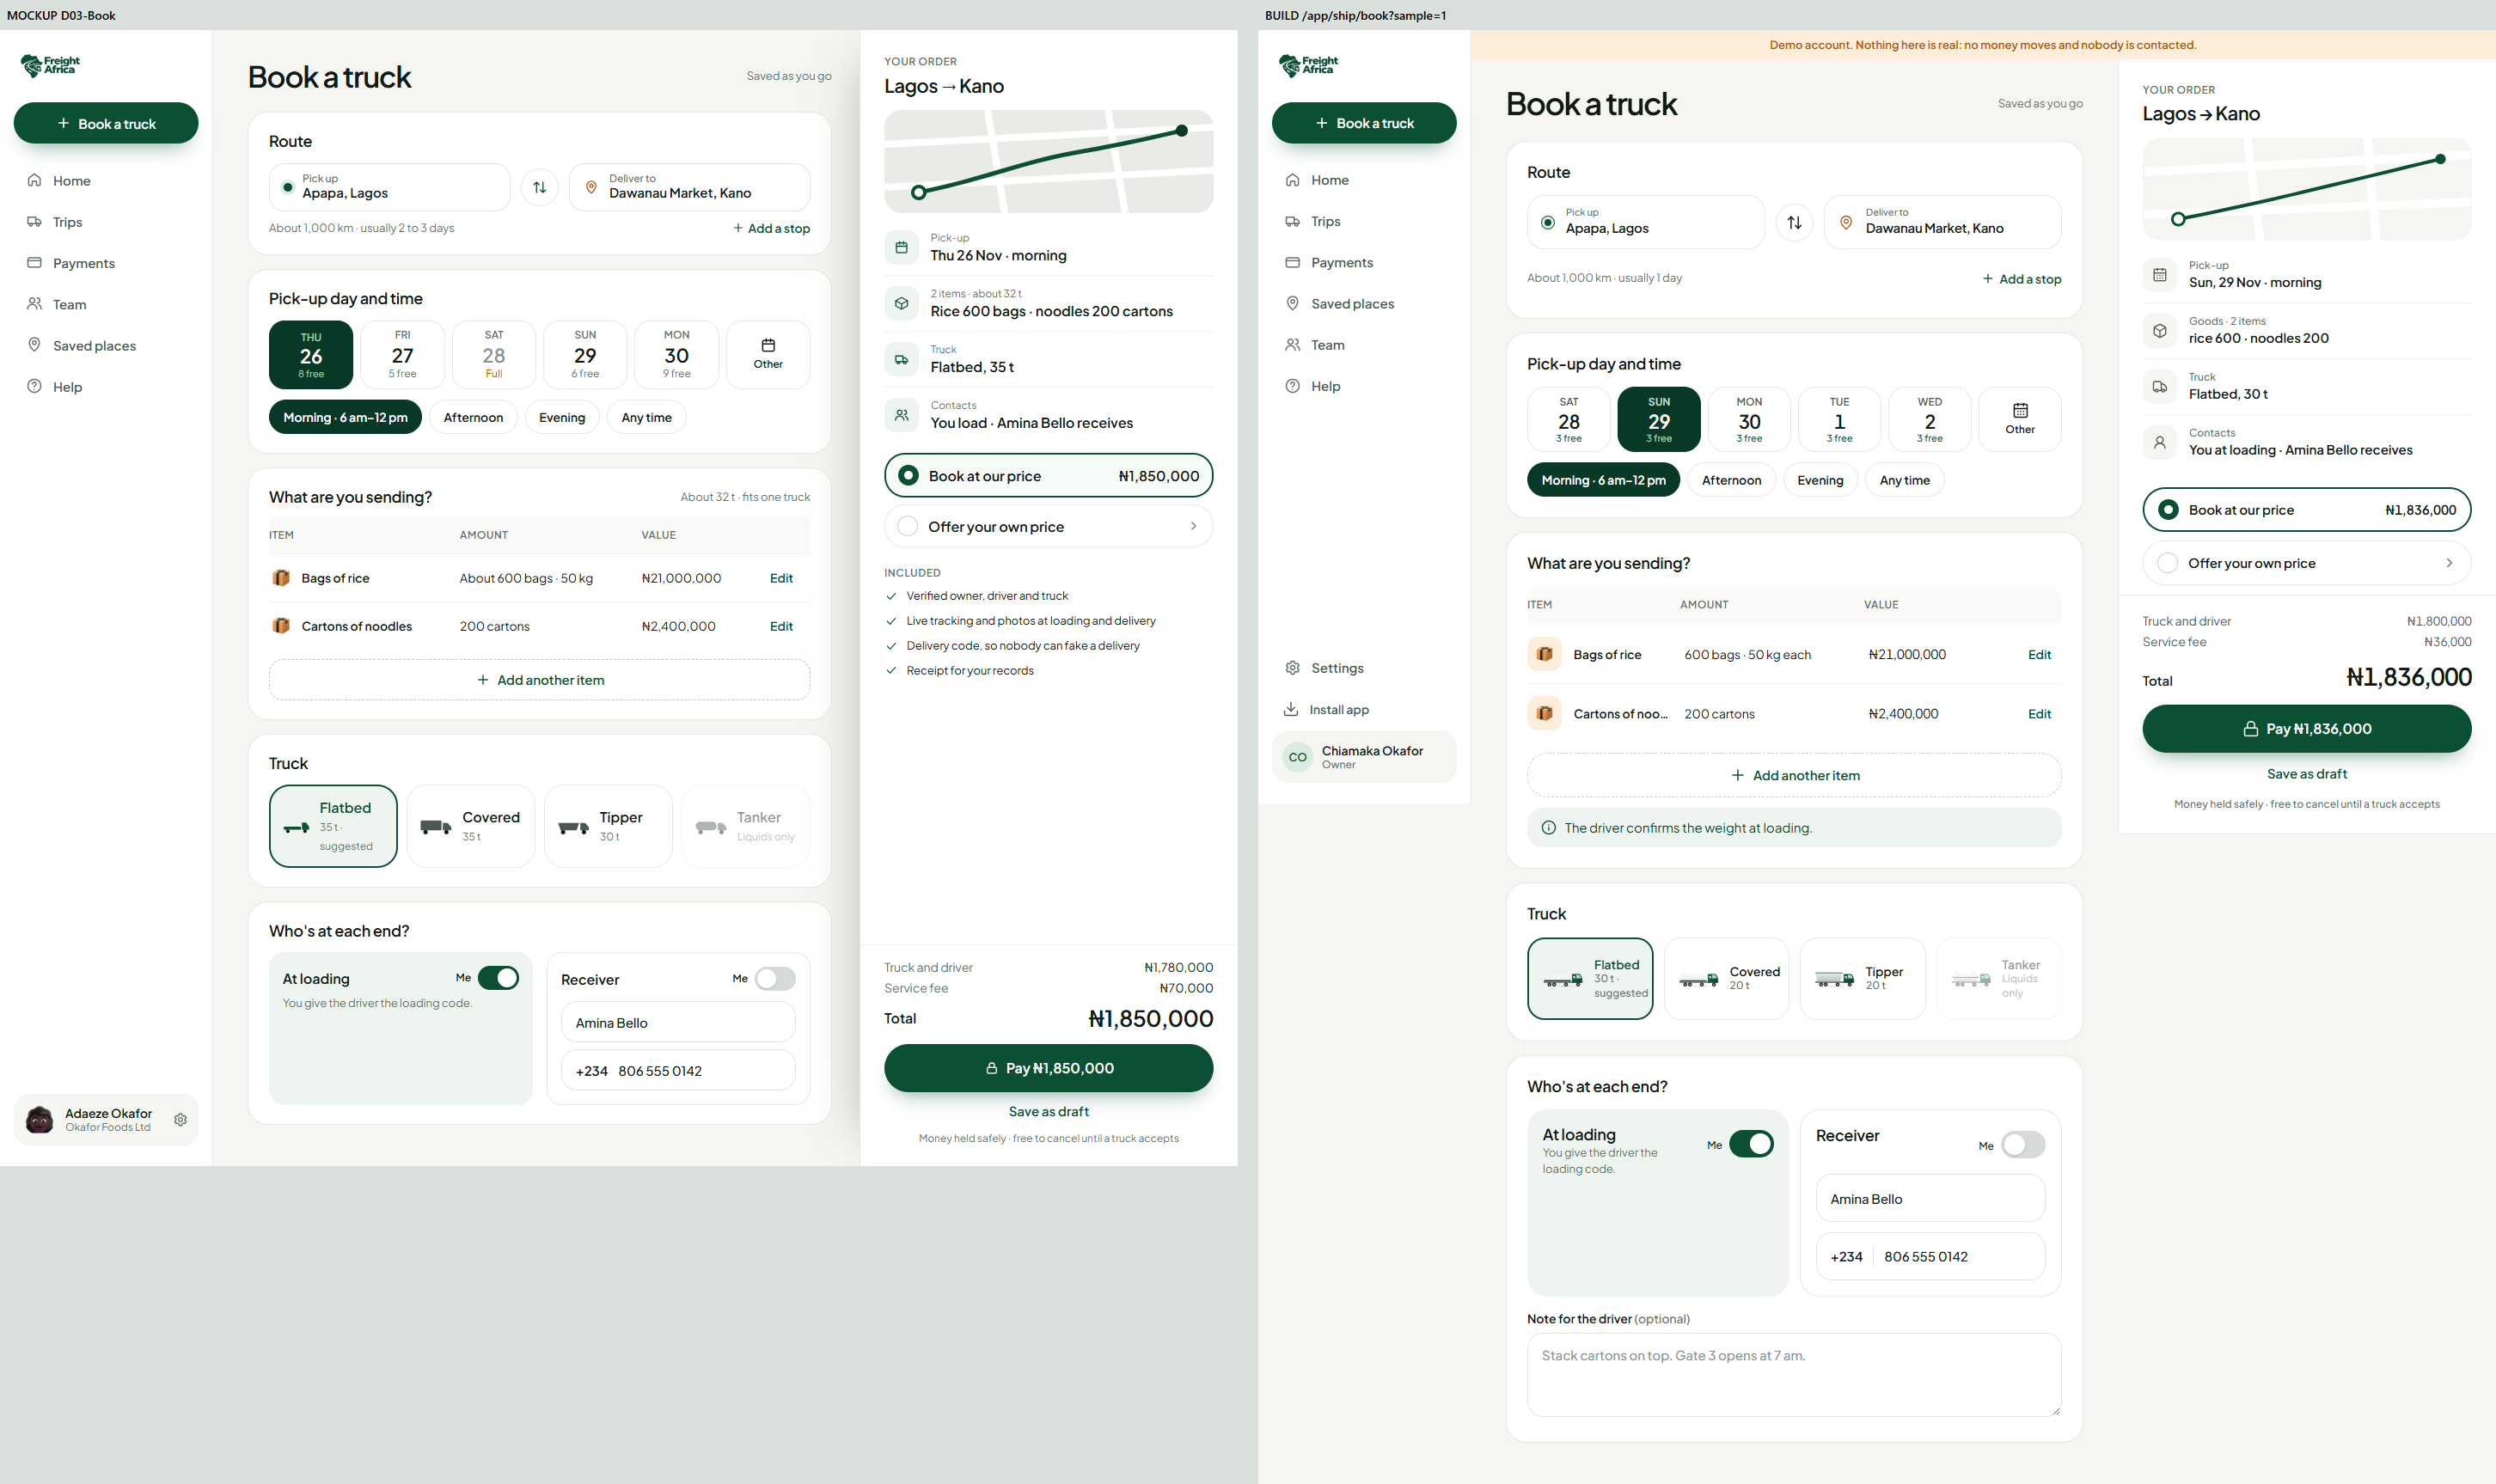 MOCKUP D03-Book
Freight
Africa
Book a truck
Home
Trips
Payments
Team
Saved places
Help
Adaeze Okafor
Okafor Foods Ltd
Book a truck
Saved as you go
Route
Pick up
Apapa, Lagos
Deliver to
Dawanau Market, Kano
About 1,000 km · usually 2 to 3 days
Add a stop
Pick-up day and time
THU
26
8 free
FRI
27
5 free
SAT
28
Full
SUN
29
6 free
MON
30
9 free
Other
Morning · 6 am–12 pm
Afternoon
Evening
Any time
What are you sending?
About 32 t · fits one truck
ITEM AMOUNT VALUE
Bags of rice About 600 bags · 50 kg ₦21,000,000 Edit
Cartons of noodles 200 cartons ₦2,400,000 Edit
Add another item
Truck
Flatbed
35 t ·
suggested
Covered
35 t
Tipper
30 t
Tanker
Liquids only
Who's at each end?
At loading
Me
You give the driver the loading code.
Receiver
Me
Amina Bello
+234 806 555 0142
YOUR ORDER
Lagos → Kano
Pick-up
Thu 26 Nov · morning
2 items · about 32 t
Rice 600 bags · noodles 200 cartons
Truck
Flatbed, 35 t
Contacts
You load · Amina Bello receives
Book at our price ₦1,850,000
Offer your own price
INCLUDED
Verified owner, driver and truck
Live tracking and photos at loading and delivery
Delivery code, so nobody can fake a delivery
Receipt for your records
Truck and driver ₦1,780,000
Service fee ₦70,000
Total ₦1,850,000
Pay ₦1,850,000
Save as draft
Money held safely · free to cancel until a truck accepts
BUILD /app/ship/book?sample=1
Freight
Africa
Book a truck
Home
Trips
Payments
Saved places
Team
Help
Settings
Install app
CO
Chiamaka Okafor
Owner
Demo account. Nothing here is real: no money moves and nobody is contacted.
Book a truck
Saved as you go
Route
Pick up
Apapa, Lagos
Deliver to
Dawanau Market, Kano
About 1,000 km · usually 1 day
Add a stop
Pick-up day and time
SAT
28
3 free
SUN
29
3 free
MON
30
3 free
TUE
1
3 free
WED
2
3 free
Other
Morning · 6 am–12 pm
Afternoon
Evening
Any time
What are you sending?
ITEM AMOUNT VALUE
Bags of rice 600 bags · 50 kg each ₦21,000,000 Edit
Cartons of noo... 200 cartons ₦2,400,000 Edit
Add another item
The driver confirms the weight at loading.
Truck
Flatbed
30 t ·
suggested
Covered
20 t
Tipper
20 t
Tanker
Liquids
only
Who's at each end?
At loading
Me
You give the driver the
loading code.
Receiver
Me
Amina Bello
+234 806 555 0142
Note for the driver (optional)
Stack cartons on top. Gate 3 opens at 7 am.
YOUR ORDER
Lagos → Kano
Pick-up
Sun, 29 Nov · morning
Goods · 2 items
rice 600 · noodles 200
Truck
Flatbed, 30 t
Contacts
You at loading · Amina Bello receives
Book at our price ₦1,836,000
Offer your own price
Truck and driver ₦1,800,000
Service fee ₦36,000
Total ₦1,836,000
Pay ₦1,836,000
Save as draft
Money held safely · free to cancel until a truck accepts